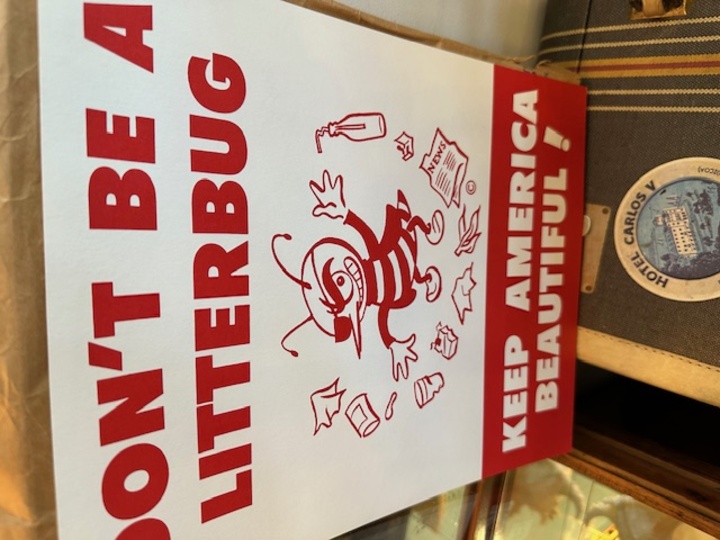 DON'T BE A
LITTERBUG
NEWS
©
KEEP AMERICA
BEAUTIFUL!
HOTEL CARLOS V